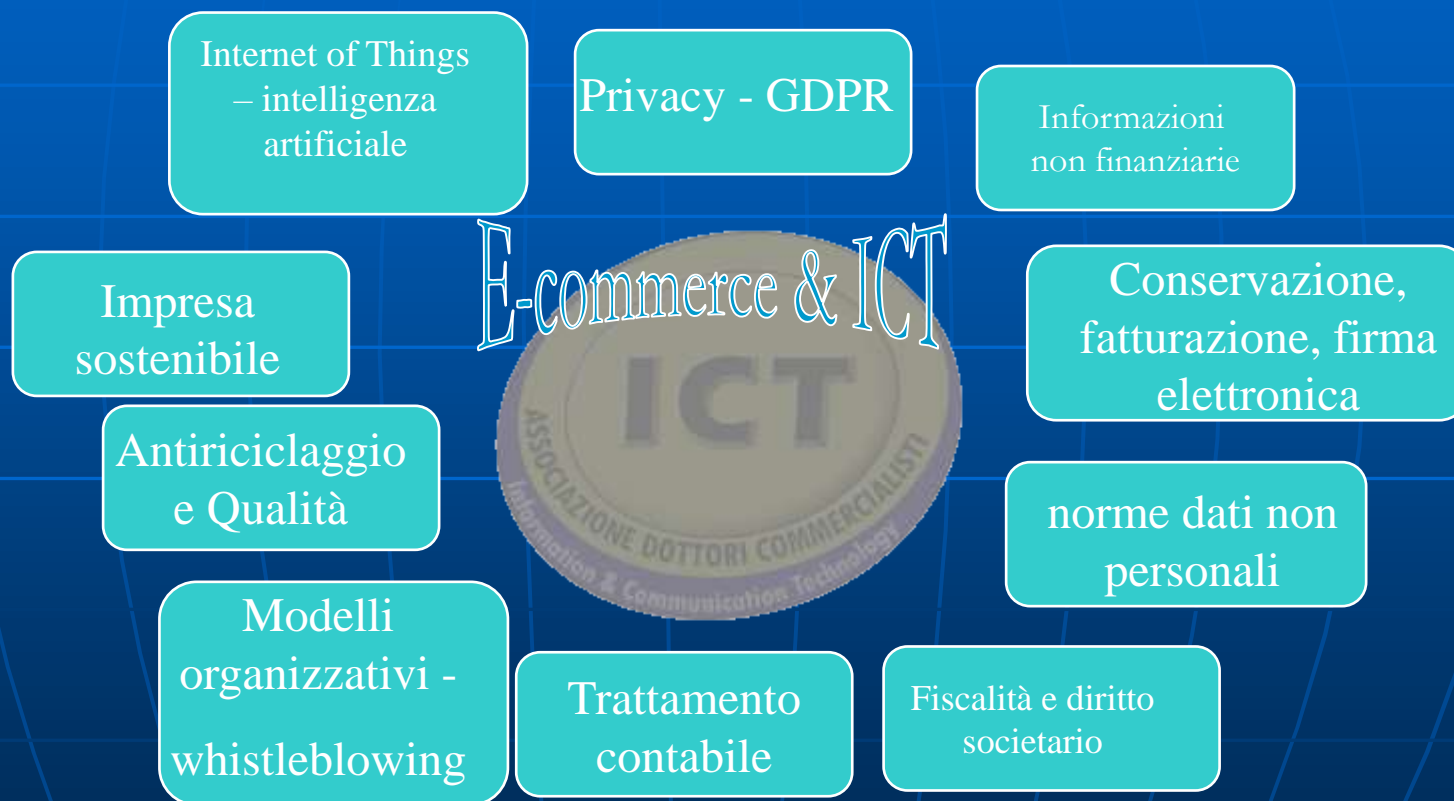 Internet of Things
– intelligenza
artificiale
Privacy - GDPR
Informazioni
non finanziarie
E-commerce & ICT
Impresa
sostenibile
Conservazione,
fatturazione, firma
elettronica
ICT
ASSOCIAZIONE DOTTORI COMMERCIALISTI
Information & Communication Technology
Antiriciclaggio
e Qualità
norme dati non
personali
Modelli
organizzativi -
whistleblowing
Trattamento
contabile
Fiscalità e diritto
societario